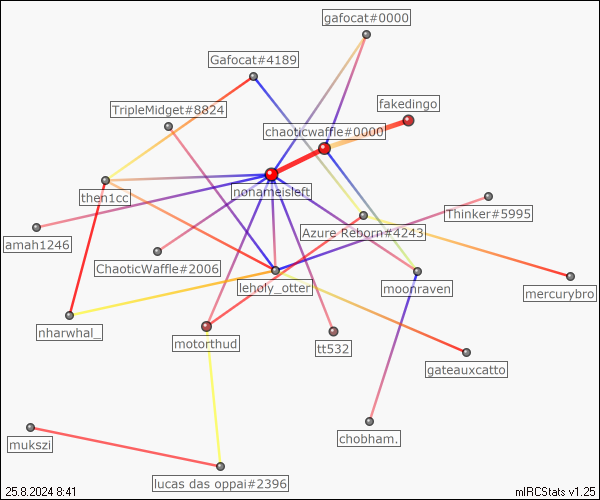 gafocat#0000
Gafocat#4189
fakedingo
TripleMidget#8824
chaoticwaffle#0000
then1cc
nonameisleft
Thinker#5995
Azure Reborn#4243
amah1246
ChaoticWaffle#2006
leholy_otter
moonraven
mercurybro
nharwhal_
motorthud
tt532
gateauxcatto
chobham.
mukszi
lucas das oppai#2396
25.8.2024 8:41
mIRCStats v1.25